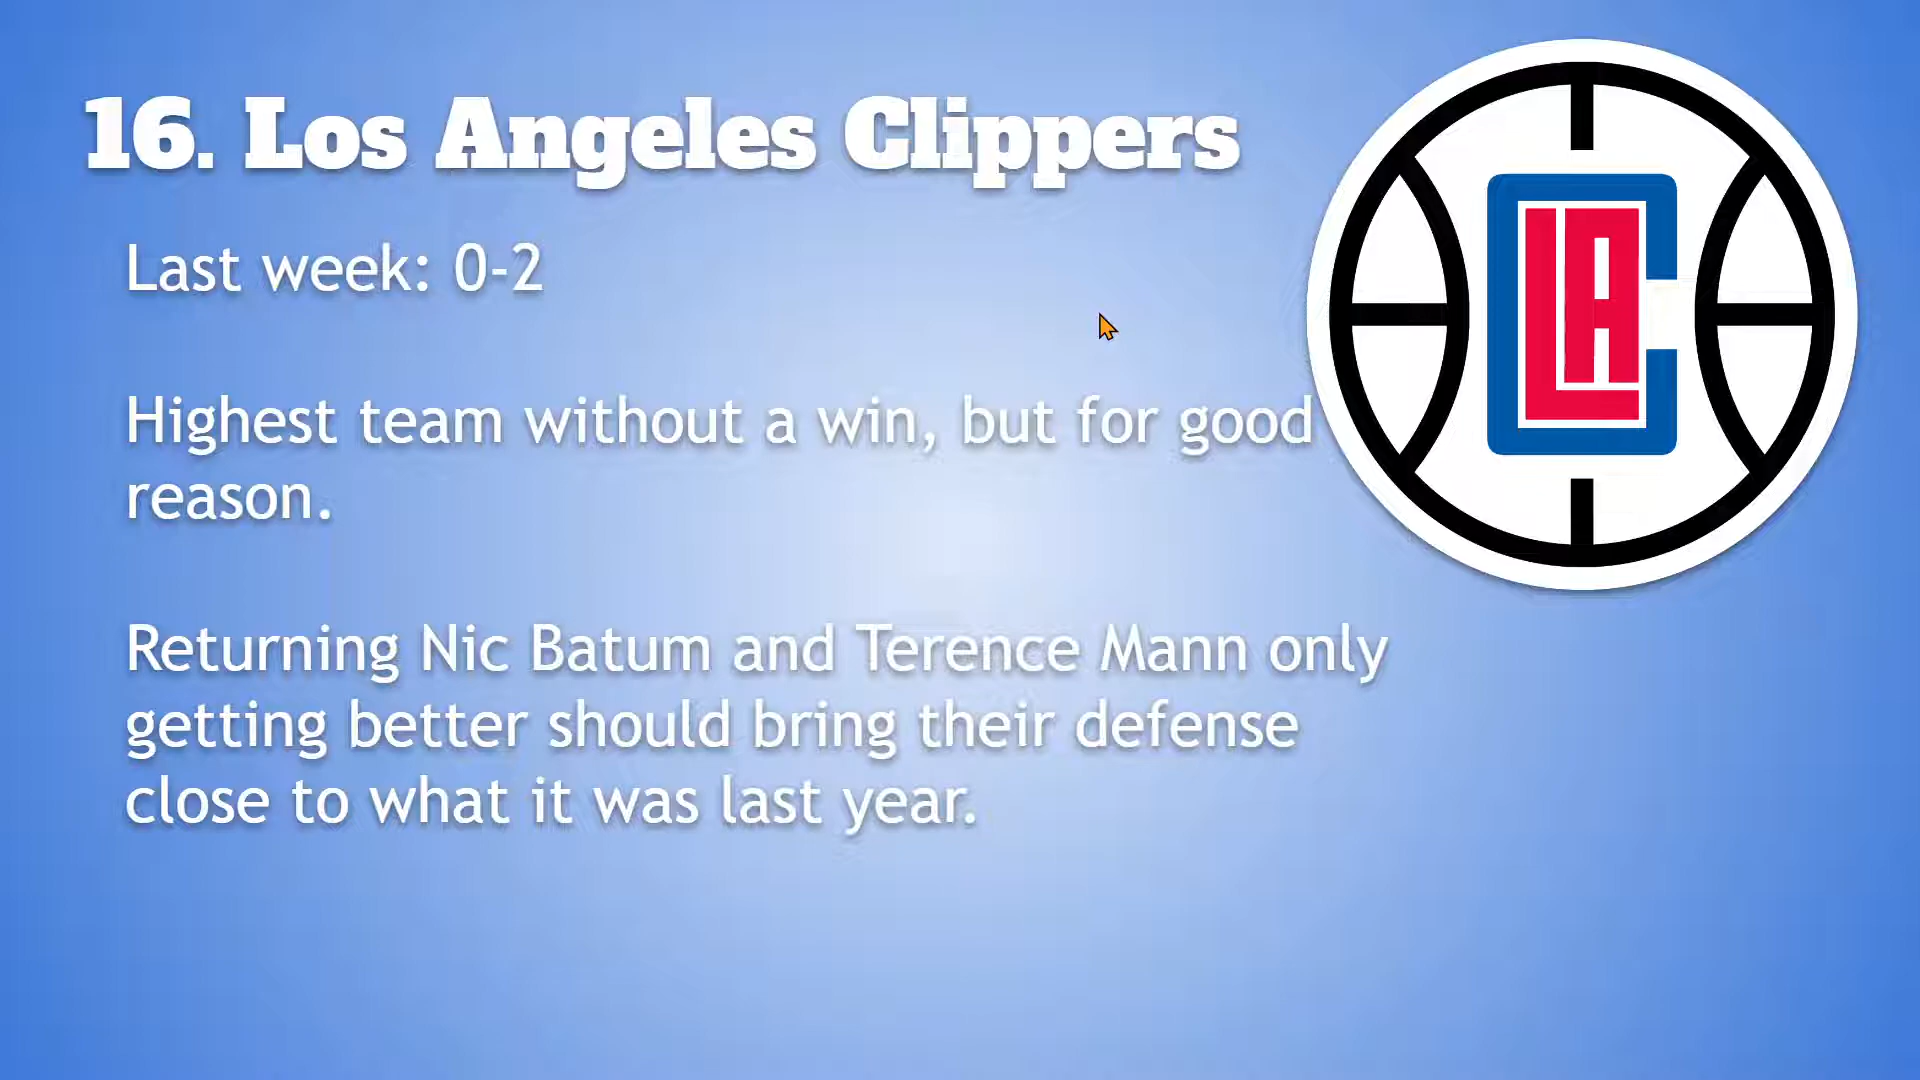 16. Los Angeles Clippers
Last week: 0-2
Highest team without a win, but for good
reason.
Returning Nic Batum and Terence Mann only
getting better should bring their defense
close to what it was last year.
LA
C